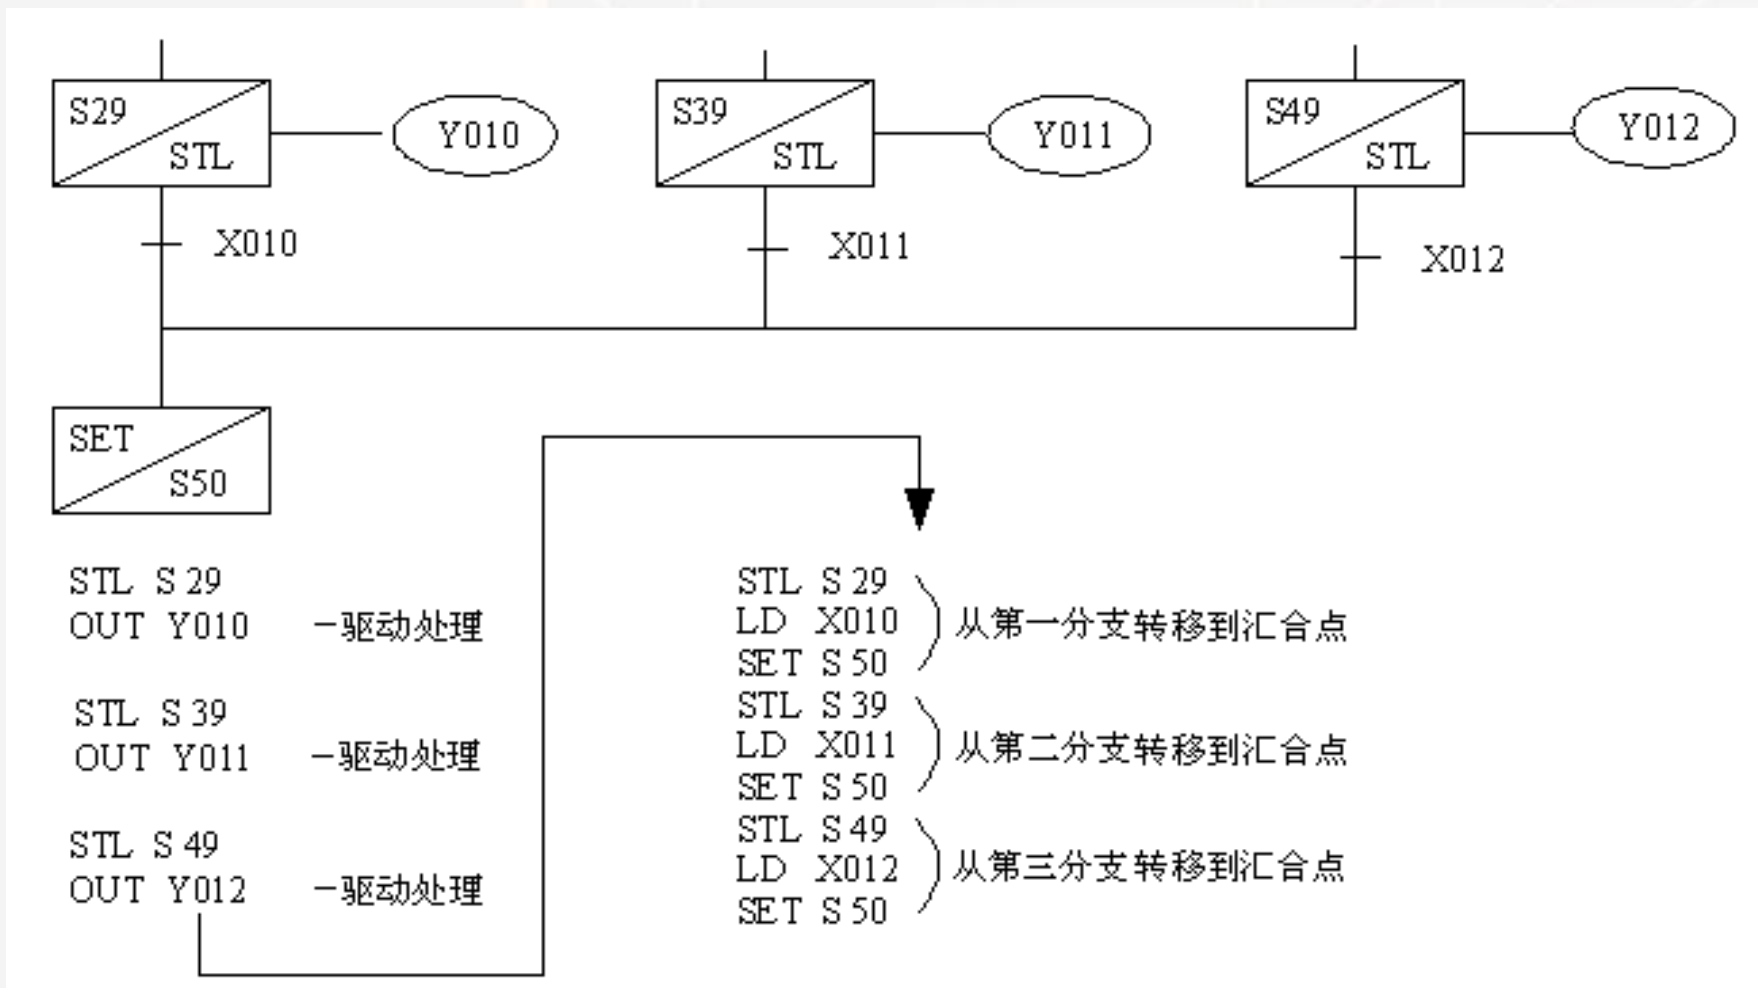 S29
STL
Y010
S39
STL
Y011
S49
STL
Y012
X010
X011
X012
SET
S50
STL S 29
OUT Y010 －驱动处理
STL S 39
OUT Y011 －驱动处理
STL S 49
OUT Y012 －驱动处理
STL S 29
LD X010 从第一分支转移到汇合点
SET S 50
STL S 39
LD X011 从第二分支转移到汇合点
SET S 50
STL S 49
LD X012 从第三分支转移到汇合点
SET S 50